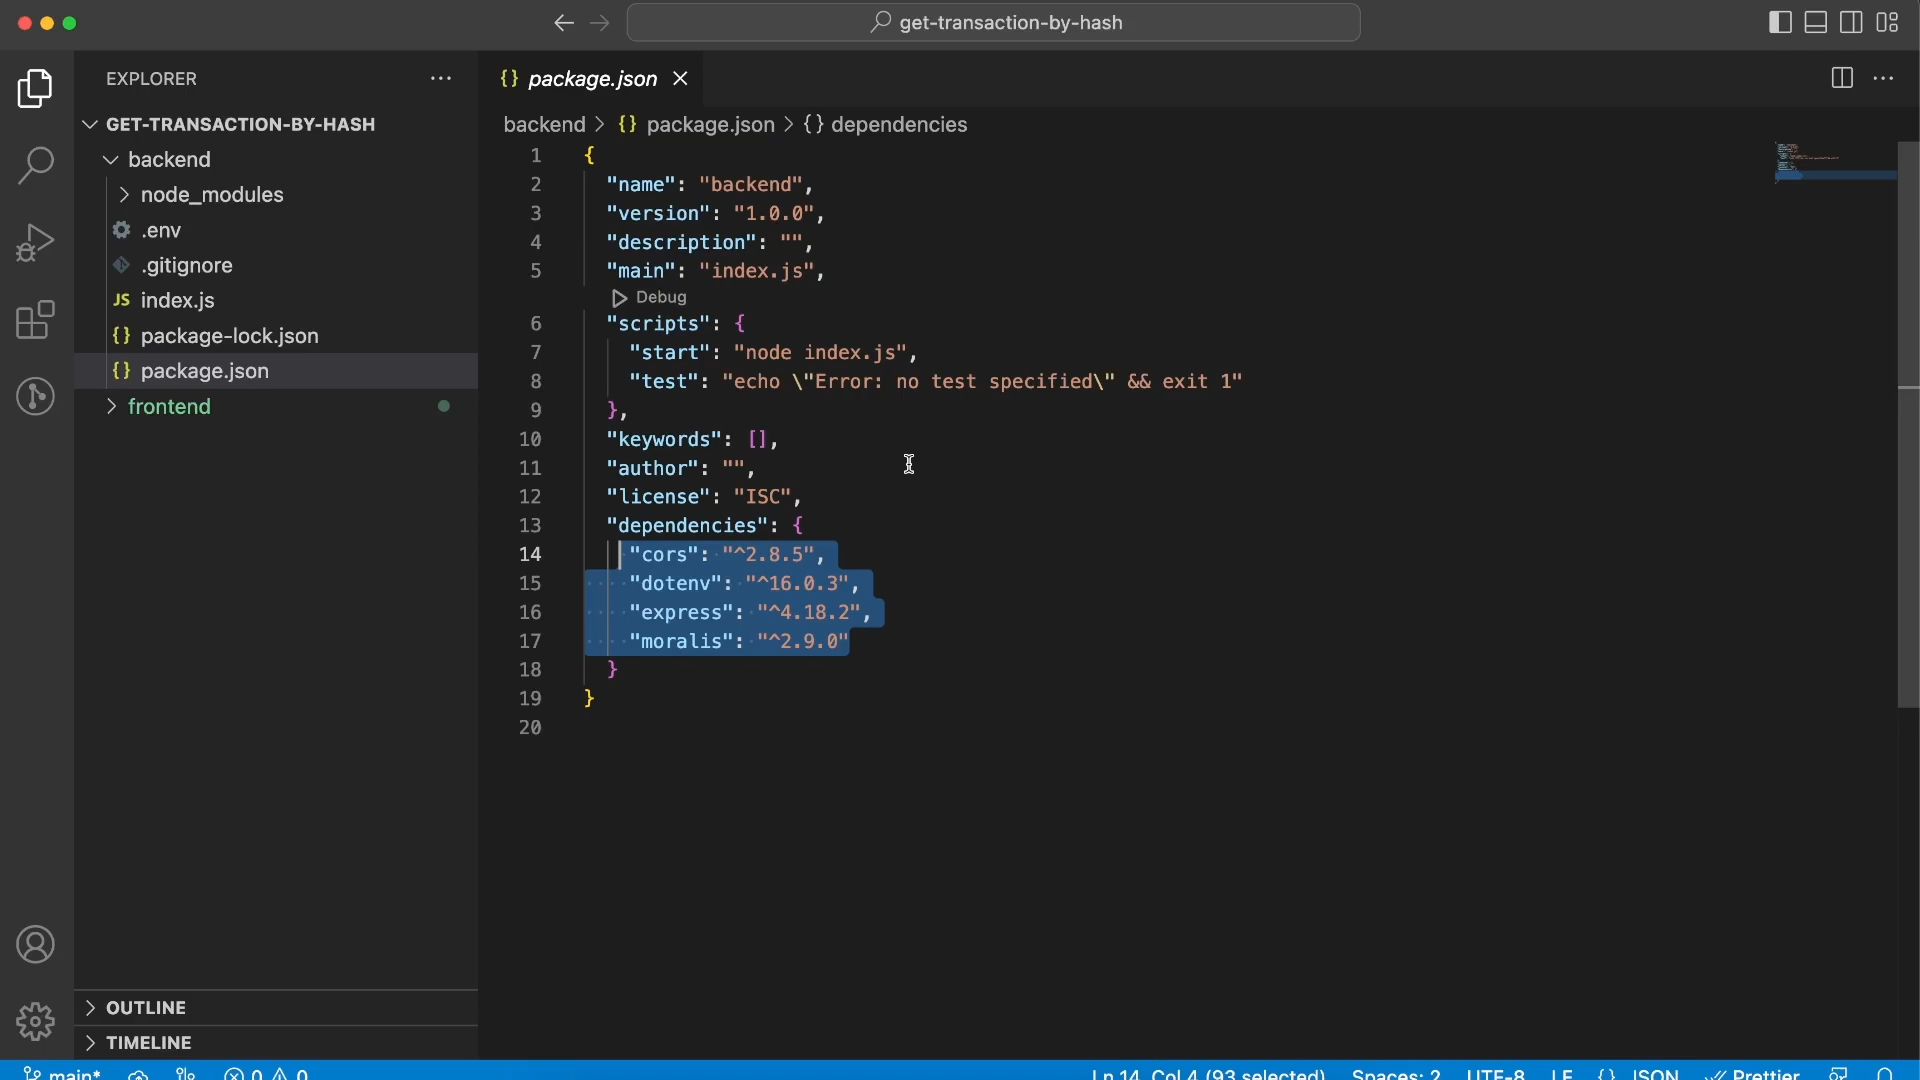 get-transaction-by-hash
EXPLORER
package.json
GET-TRANSACTION-BY-HASH
backend
node_modules
.env
.gitignore
JS index.js
{} package-lock.json
{} package.json
frontend
OUTLINE
TIMELINE
backend > {} package.json > {} dependencies
1 {
2 "name": "backend",
3 "version": "1.0.0",
4 "description": "",
5 "main": "index.js",
Debug
6 "scripts": {
7 "start": "node index.js",
8 "test": "echo \"Error: no test specified\" && exit 1"
9 },
10 "keywords": [],
11 "author": "",
12 "license": "ISC",
13 "dependencies": {
14 "cors": "^2.8.5",
15 "dotenv": "^16.0.3",
16 "express": "^4.18.2",
17 "moralis": "^2.9.0"
18 }
19 }
20
main* 0 0 Ln 14, Col 4 (93 selected) Spaces: 2 UTF-8 LF {} JSON Prettier